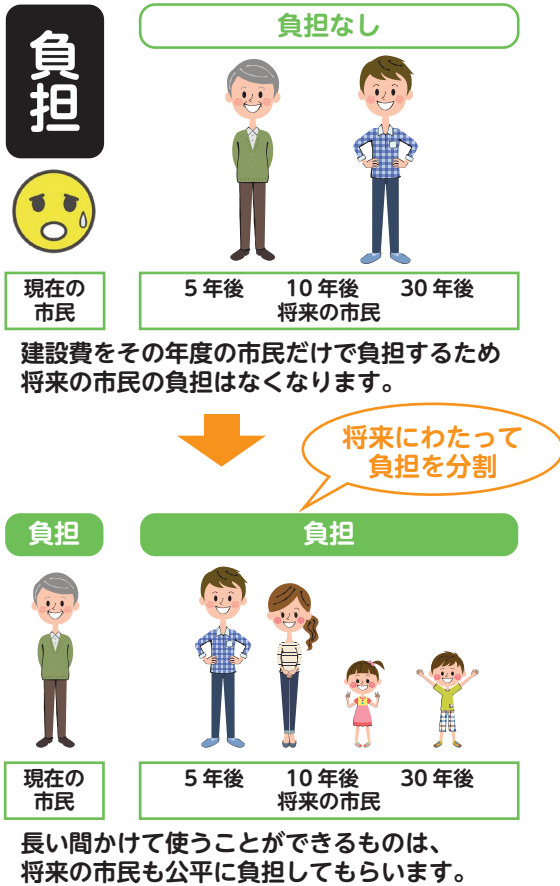 負担
負担なし
現在の
市民
5年後 10年後 30年後
将来の市民
建設費をその年度の市民だけで負担するため
将来の市民の負担はなくなります。
将来にわたって
負担を分割
負担
負担
現在の
市民
5年後 10年後 30年後
将来の市民
長い間かけて使うことができるものは、
将来の市民も公平に負担してもらいます。